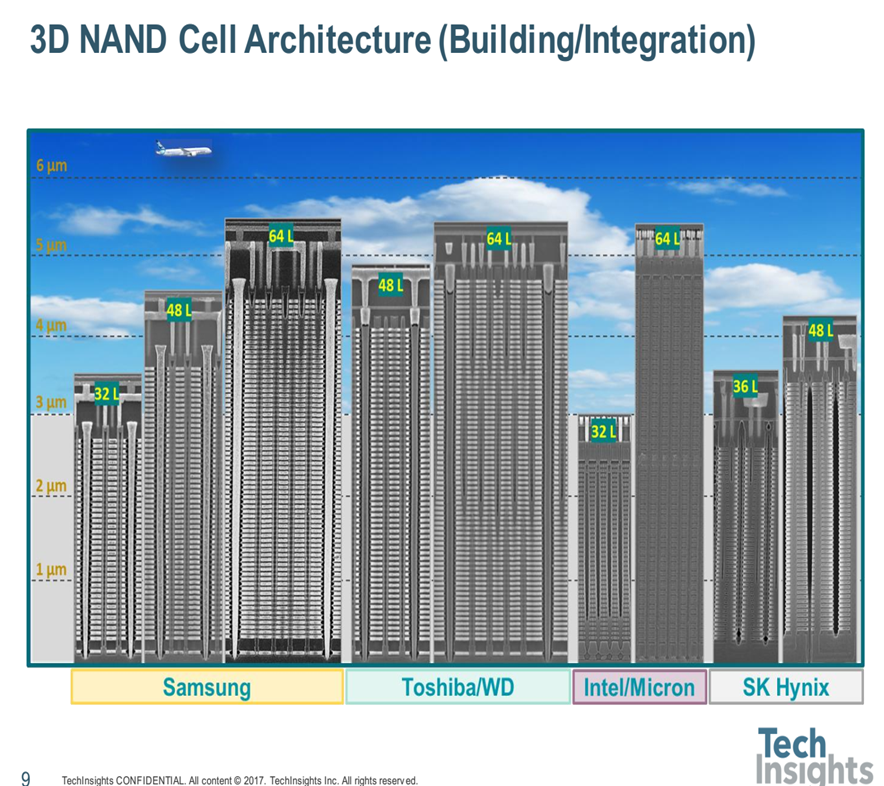 3D NAND Cell Architecture (Building/Integration)
6 µm
5 µm
4 µm
3 µm
2 µm
1 µm
32 L
48 L
64 L
48 L
64 L
32 L
64 L
36 L
48 L
Samsung
Toshiba/WD
Intel/Micron
SK Hynix
9
TechInsights CONFIDENTIAL. All content © 2017. TechInsights Inc. All rights reserved.
Tech
Insights